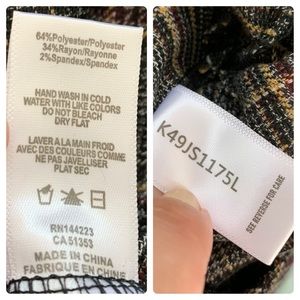 64%Polyester/Polyester
34%Rayon/Rayonne
2%Spandex/Spandex
HAND WASH IN COLD
WATER WITH LIKE COLORS
DO NOT BLEACH
DRY FLAT
LAVER A LA MAIN FROID
AVEC DES COULEURS COMME
NE PAS JAVELLISER
PLAT SEC
RN144223
CA51353
MADE IN CHINA
FABRIQUE EN CHINE
K49JS1175L
SEE REVERSE FOR CARE